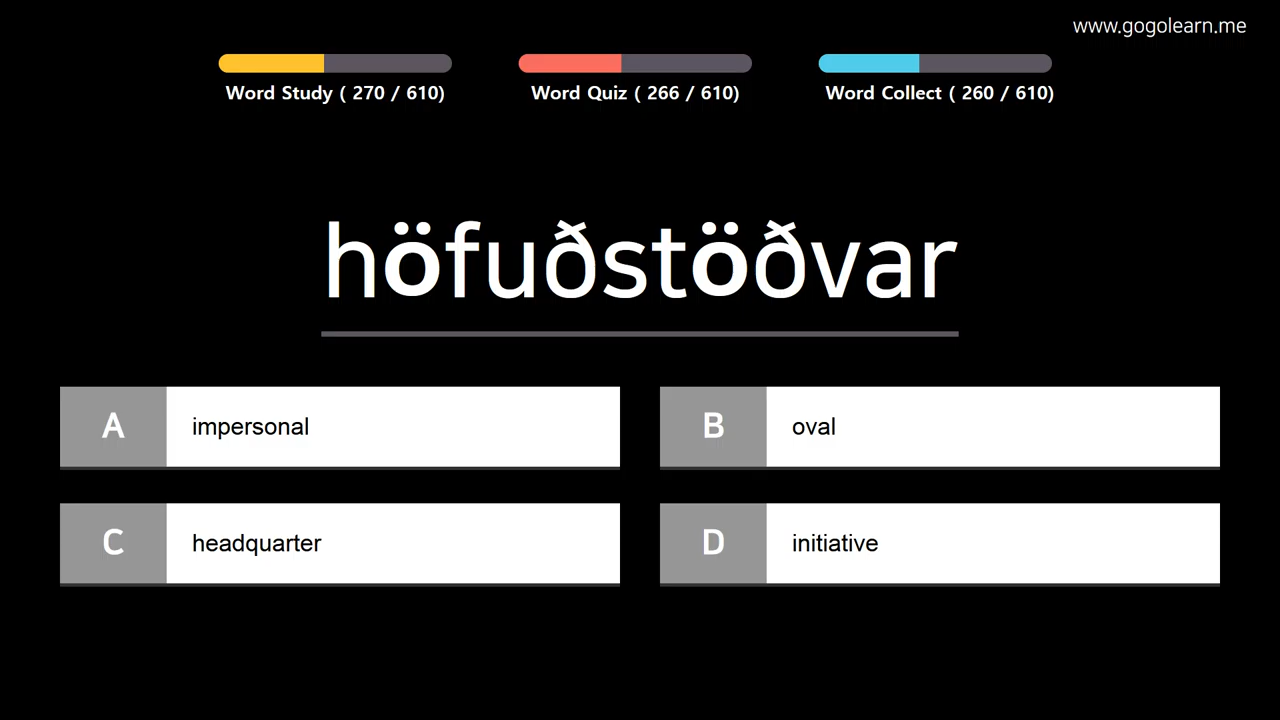 www.gogolearn.me
Word Study ( 270 / 610)
Word Quiz ( 266 / 610)
Word Collect ( 260 / 610)
höfuðstöðvar
A impersonal
B oval
C headquarter
D initiative